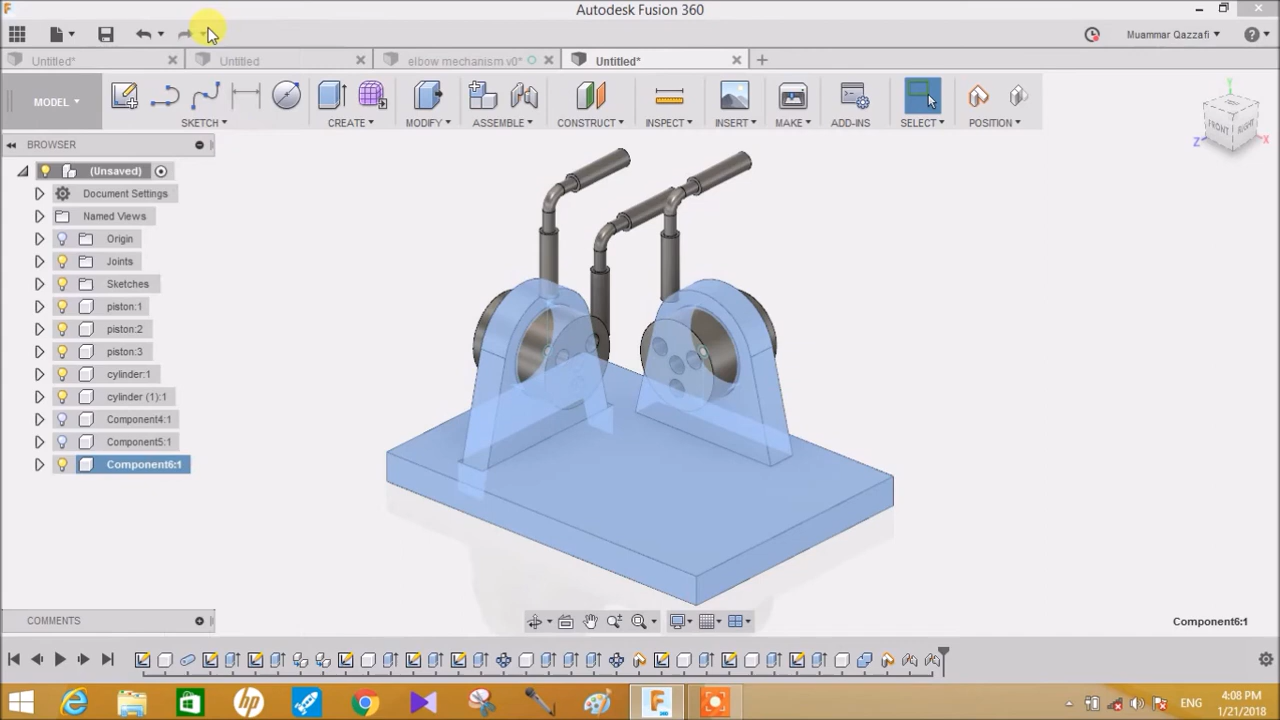 Autodesk Fusion 360
Muammar Qazzafi
Untitled*
Untitled
elbow mechanism v0*
Untitled*
MODEL
SKETCH
CREATE
MODIFY
ASSEMBLE
CONSTRUCT
INSPECT
INSERT
MAKE
ADD-INS
SELECT
POSITION
FRONT
RIGHT
Y
Z
X
BROWSER
(Unsaved)
Document Settings
Named Views
Origin
Joints
Sketches
piston:1
piston:2
piston:3
cylinder:1
cylinder (1):1
Component4:1
Component5:1
Component6:1
COMMENTS
Component6:1
ENG
4:08 PM
1/21/2018